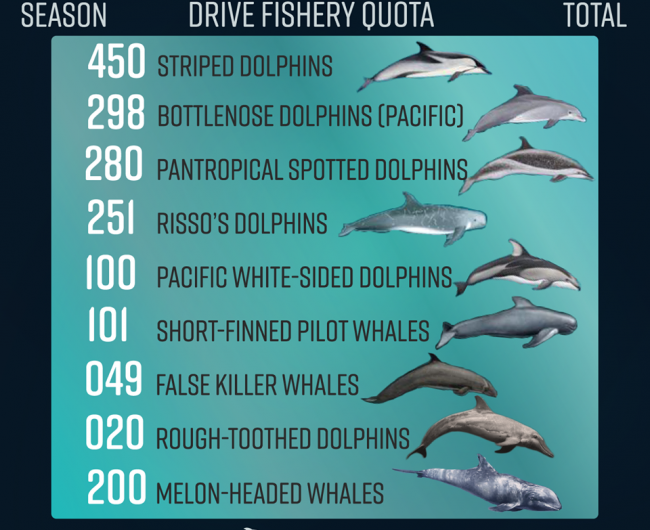 SEASON DRIVE FISHERY QUOTA TOTAL
450 STRIPED DOLPHINS
298 BOTTLENOSE DOLPHINS (PACIFIC)
280 PANTROPICAL SPOTTED DOLPHINS
251 RISSO'S DOLPHINS
100 PACIFIC WHITE-SIDED DOLPHINS
101 SHORT-FINNED PILOT WHALES
049 FALSE KILLER WHALES
020 ROUGH-TOOTHED DOLPHINS
200 MELON-HEADED WHALES